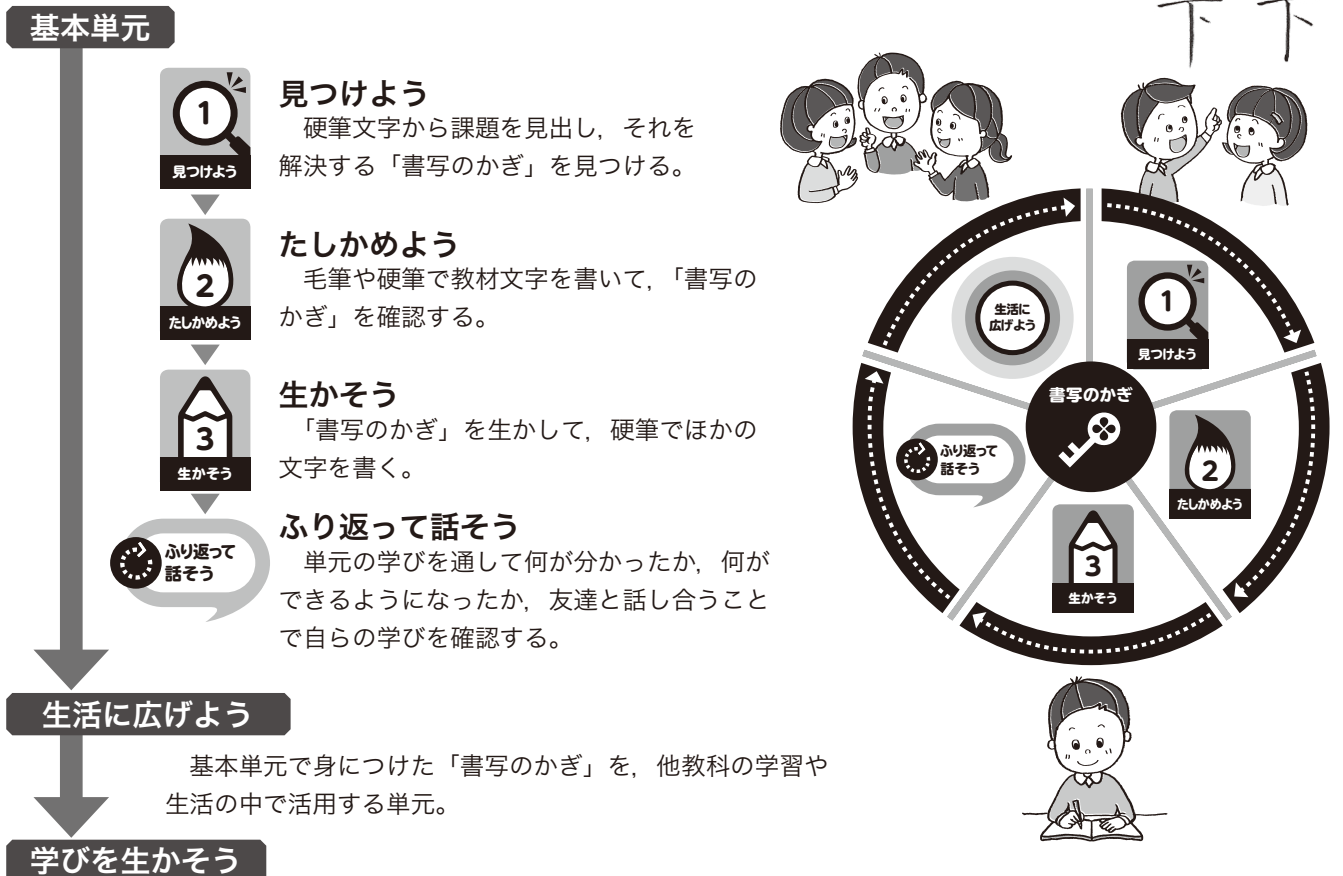 下 下
基本単元
1
見つけよう
見つけよう
硬筆文字から課題を見出し，それを
解決する「書写のかぎ」を見つける。
2
たしかめよう
たしかめよう
毛筆や硬筆で教材文字を書いて，「書写の
かぎ」を確認する。
3
生かそう
生かそう
「書写のかぎ」を生かして，硬筆でほかの
文字を書く。
ふり返って
話そう
ふり返って話そう
単元の学びを通して何が分かったか，何が
できるようになったか，友達と話し合うこと
で自らの学びを確認する。
生活に
広げよう
1
見つけよう
書写のかぎ
ふり返って
話そう
2
たしかめよう
3
生かそう
生活に広げよう
基本単元で身につけた「書写のかぎ」を，他教科の学習や
生活の中で活用する単元。
学びを生かそう